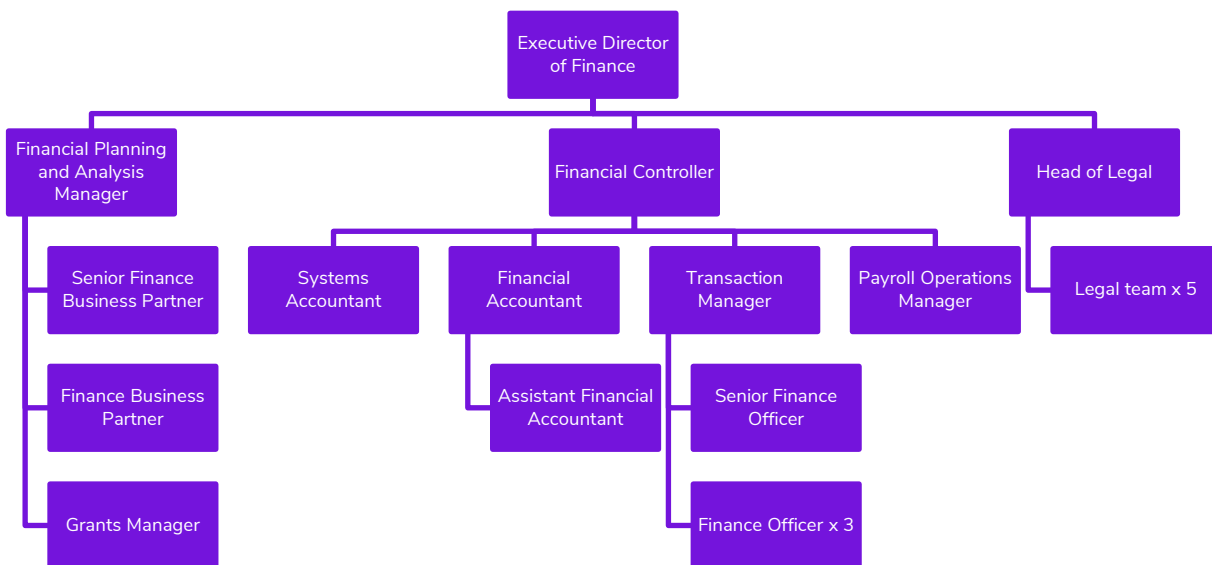 Executive Director
of Finance
Financial Planning
and Analysis
Manager
Financial Controller
Head of Legal
Senior Finance
Business Partner
Systems
Accountant
Financial
Accountant
Transaction
Manager
Payroll Operations
Manager
Legal team x 5
Finance Business
Partner
Assistant Financial
Accountant
Senior Finance
Officer
Grants Manager
Finance Officer x 3